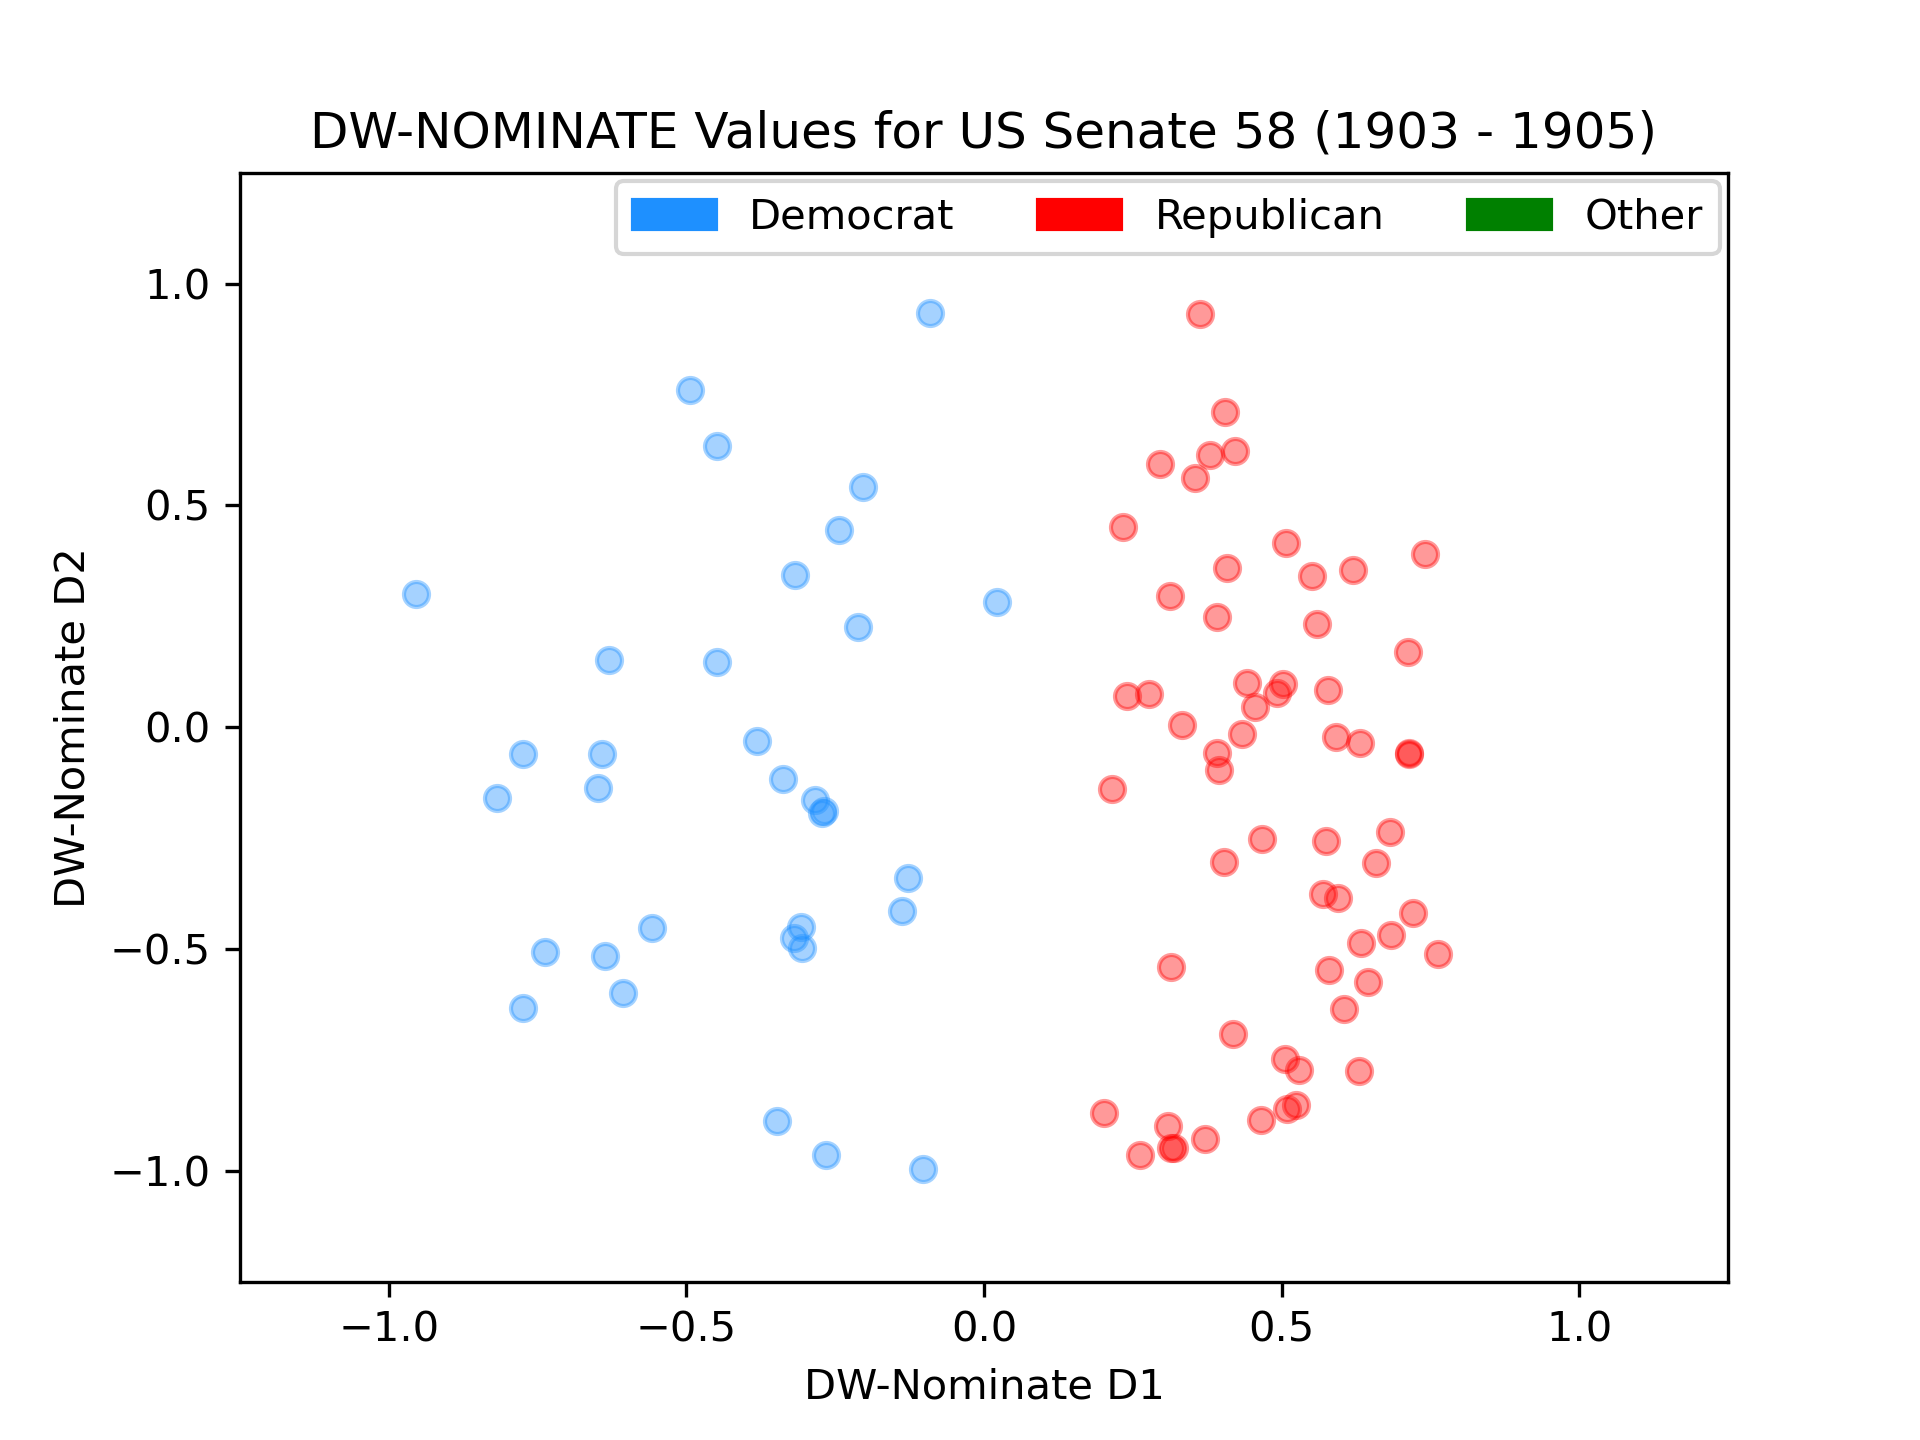 DW-NOMINATE Values for US Senate 58 (1903 - 1905)
Democrat Republican Other
1.0
0.5
0.0
−0.5
−1.0
DW-Nominate D2
−1.0 −0.5 0.0 0.5 1.0
DW-Nominate D1